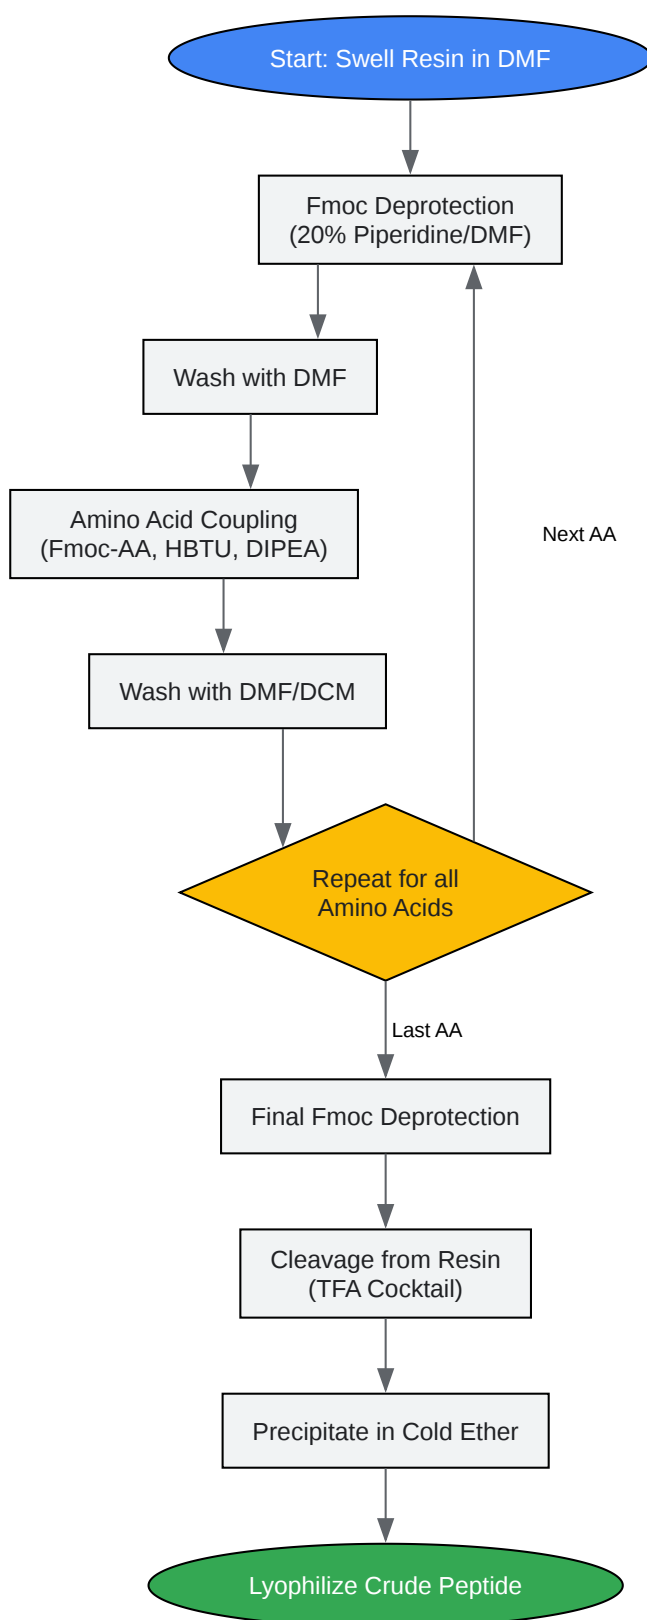 Start: Swell Resin in DMF
Fmoc Deprotection
(20% Piperidine/DMF)
Wash with DMF
Amino Acid Coupling
(Fmoc-AA, HBTU, DIPEA)
Next AA
Wash with DMF/DCM
Repeat for all
Amino Acids
Last AA
Final Fmoc Deprotection
Cleavage from Resin
(TFA Cocktail)
Precipitate in Cold Ether
Lyophilize Crude Peptide